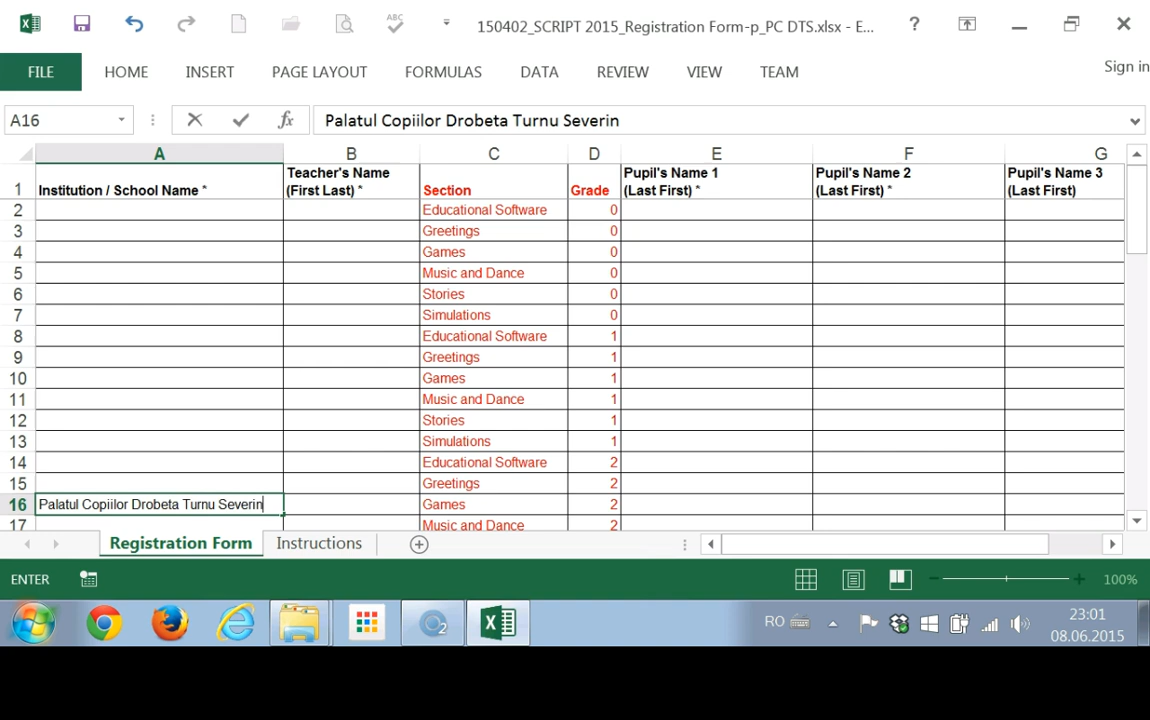 150402_SCRIPT 2015_Registration Form-p_PC DTS.xlsx - E...
ABC
?
Sign in
FILE HOME INSERT PAGE LAYOUT FORMULAS DATA REVIEW VIEW TEAM
A16 fx Palatul Copiilor Drobeta Turnu Severin
A B C D E F G
1 Institution / School Name * Teacher's Name (First Last) * Section Grade Pupil's Name 1 (Last First) * Pupil's Name 2 (Last First) * Pupil's Name 3 (Last First)
2 Educational Software 0
3 Greetings 0
4 Games 0
5 Music and Dance 0
6 Stories 0
7 Simulations 0
8 Educational Software 1
9 Greetings 1
10 Games 1
11 Music and Dance 1
12 Stories 1
13 Simulations 1
14 Educational Software 2
15 Greetings 2
16 Palatul Copiilor Drobeta Turnu Severin Games 2
17 Music and Dance 2
Registration Form Instructions
ENTER 100%
RO 23:01
08.06.2015